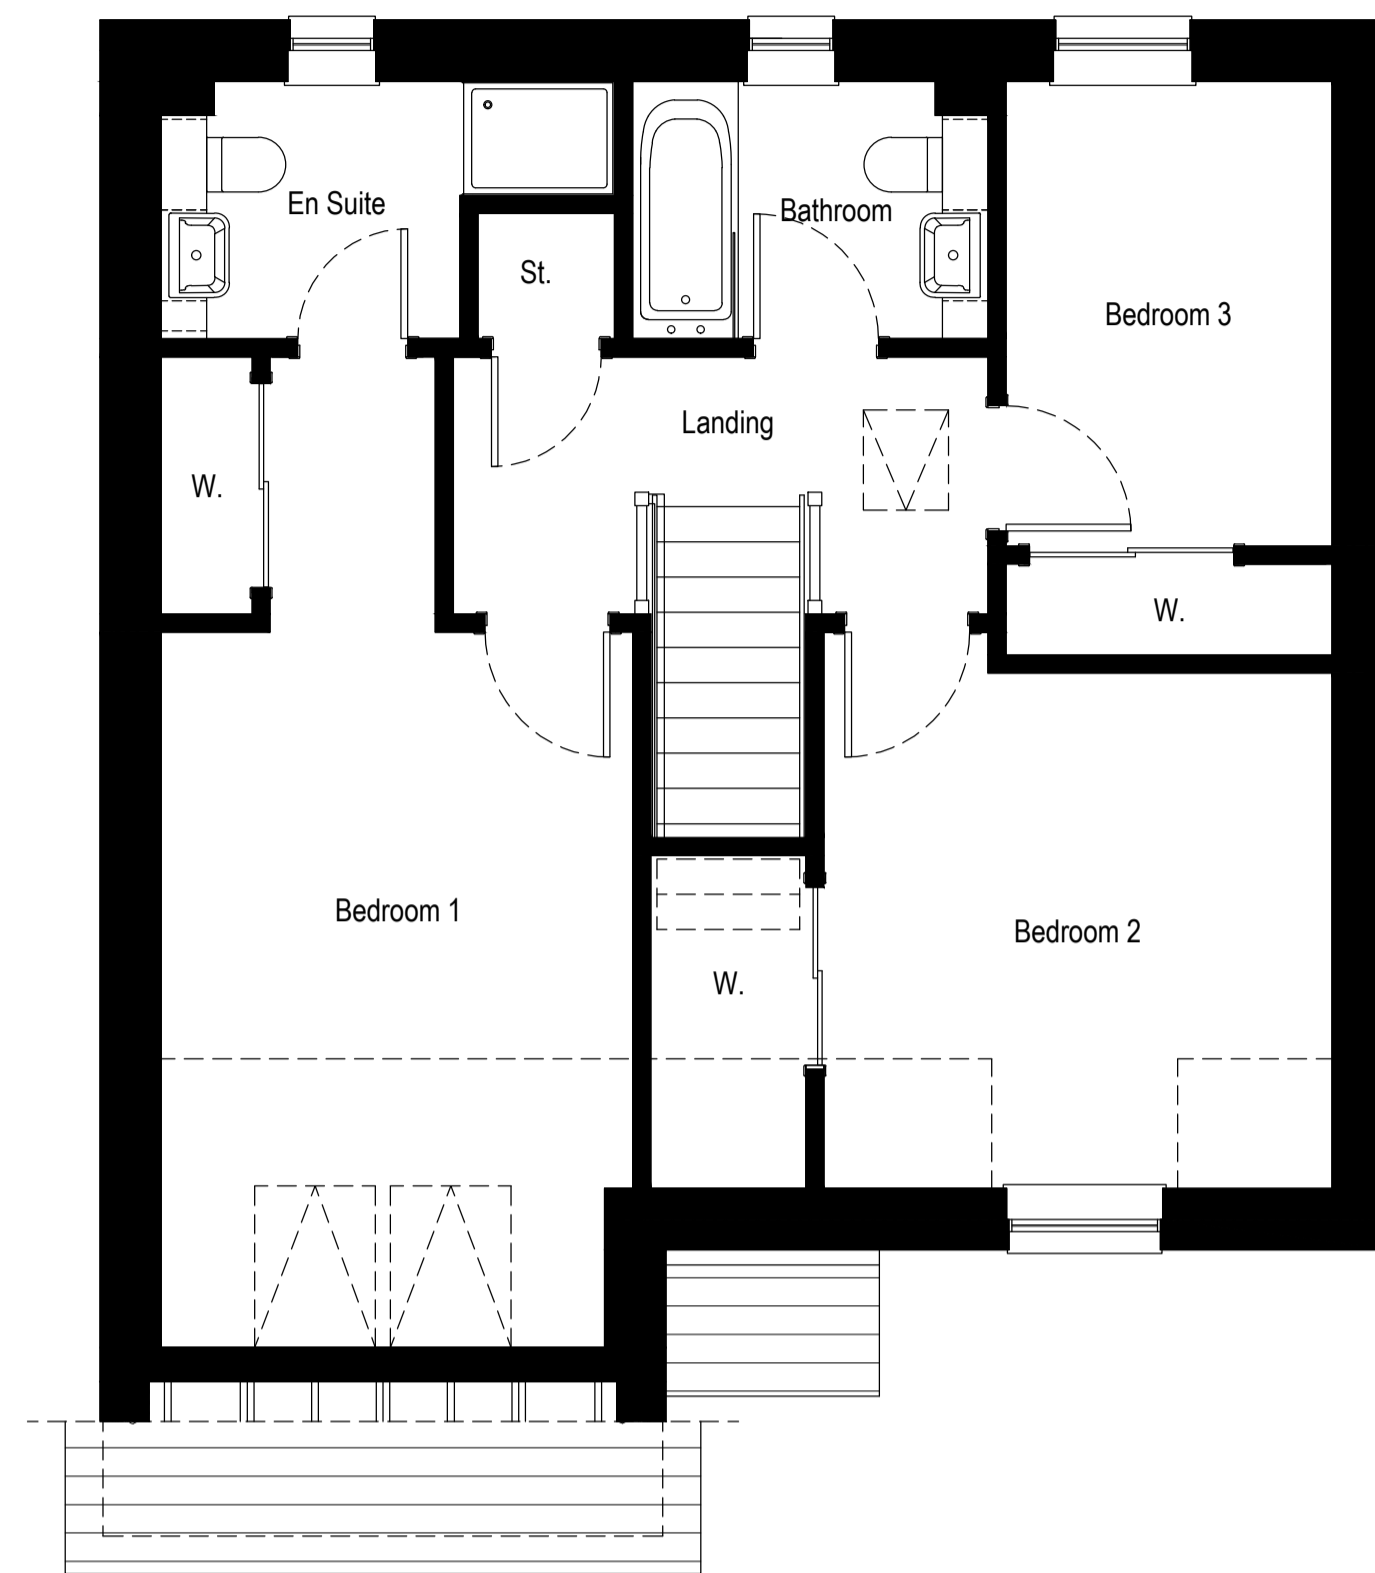 En Suite
Bathroom
St.
Bedroom 3
Landing
W.
W.
Bedroom 1
Bedroom 2
W.